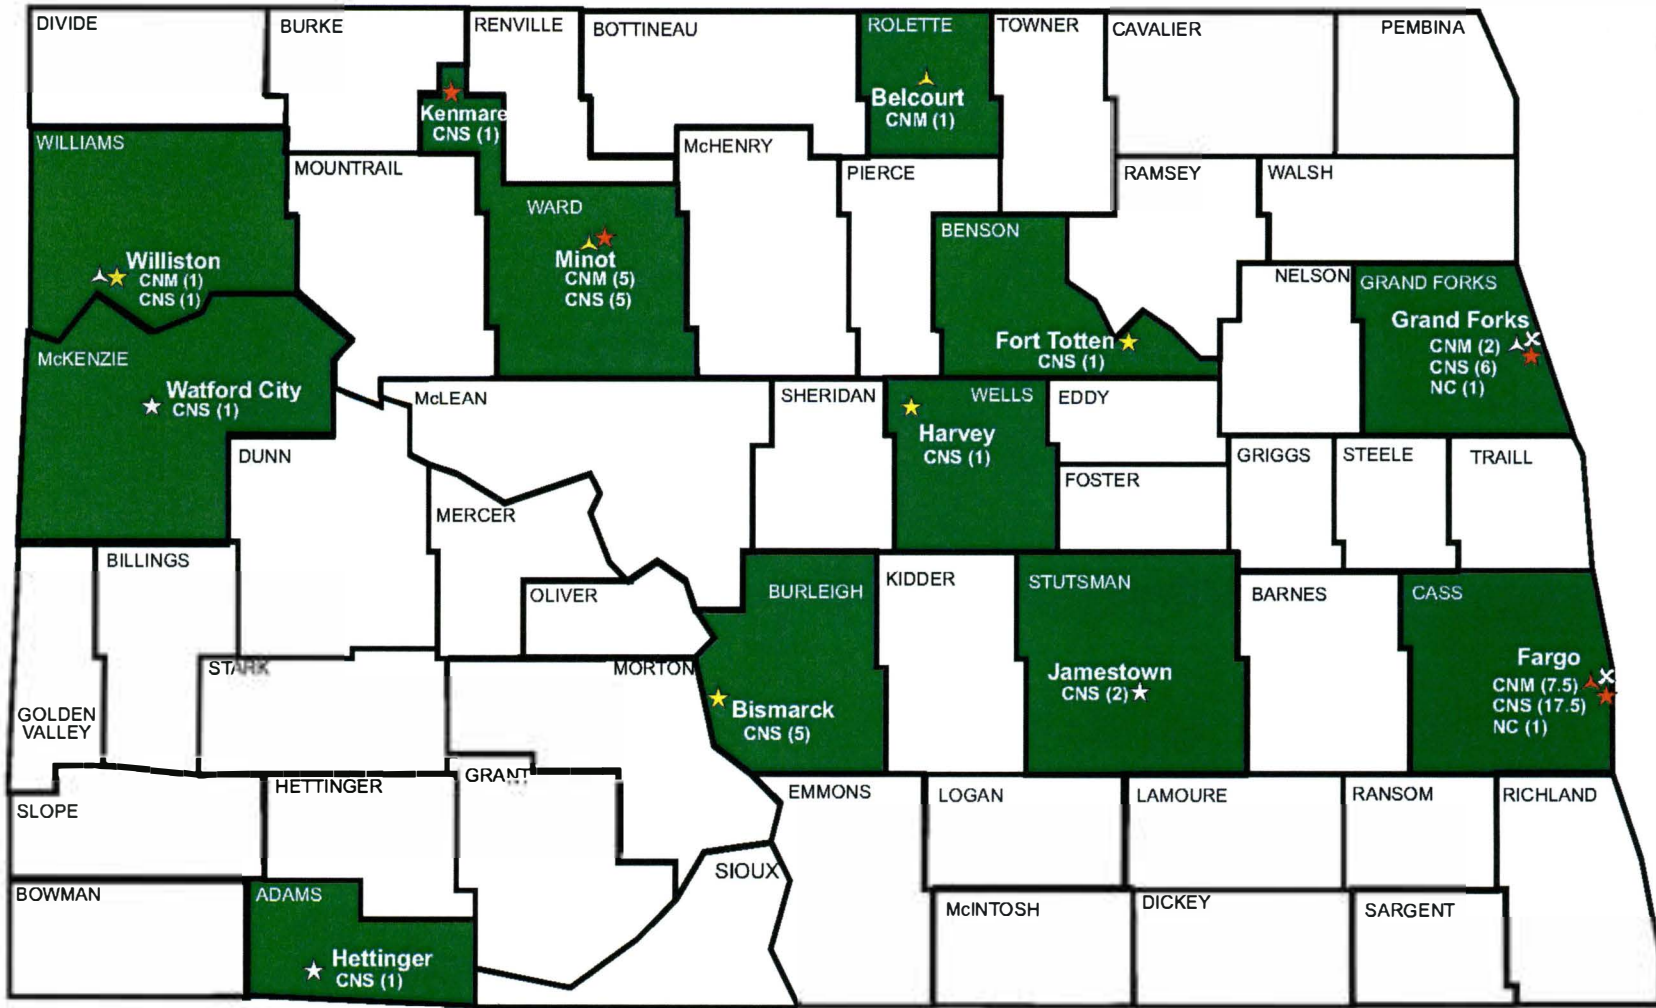 DIVIDE
BURKE
RENVILLE
BOTTINEAU
ROLETTE
TOWNER
CAVALIER
PEMBINA
Kenmare
CNS (1)
Belcourt
CNM (1)
WILLIAMS
MOUNTRAIL
McHENRY
PIERCE
RAMSEY
WALSH
WARD
BENSON
Williston
CNM (1)
CNS (1)
Minot
CNM (5)
CNS (5)
NELSON
GRAND FORKS
Grand Forks
CNM (2)
CNS (6)
NC (1)
Fort Totten
CNS (1)
McKENZIE
Watford City
CNS (1)
McLEAN
SHERIDAN
WELLS
EDDY
Harvey
CNS (1)
DUNN
GRIGGS
STEELE
TRAILL
FOSTER
MERCER
BILLINGS
OLIVER
BURLEIGH
KIDDER
STUTSMAN
BARNES
CASS
STARK
MORTON
Fargo
CNM (7.5)
CNS (17.5)
NC (1)
Jamestown
CNS (2)
Bismarck
CNS (5)
GOLDEN
VALLEY
HETTINGER
GRANT
EMMONS
LOGAN
LAMOURE
RANSOM
RICHLAND
SLOPE
SIOUX
BOWMAN
ADAMS
McINTOSH
DICKEY
SARGENT
Hettinger
CNS (1)